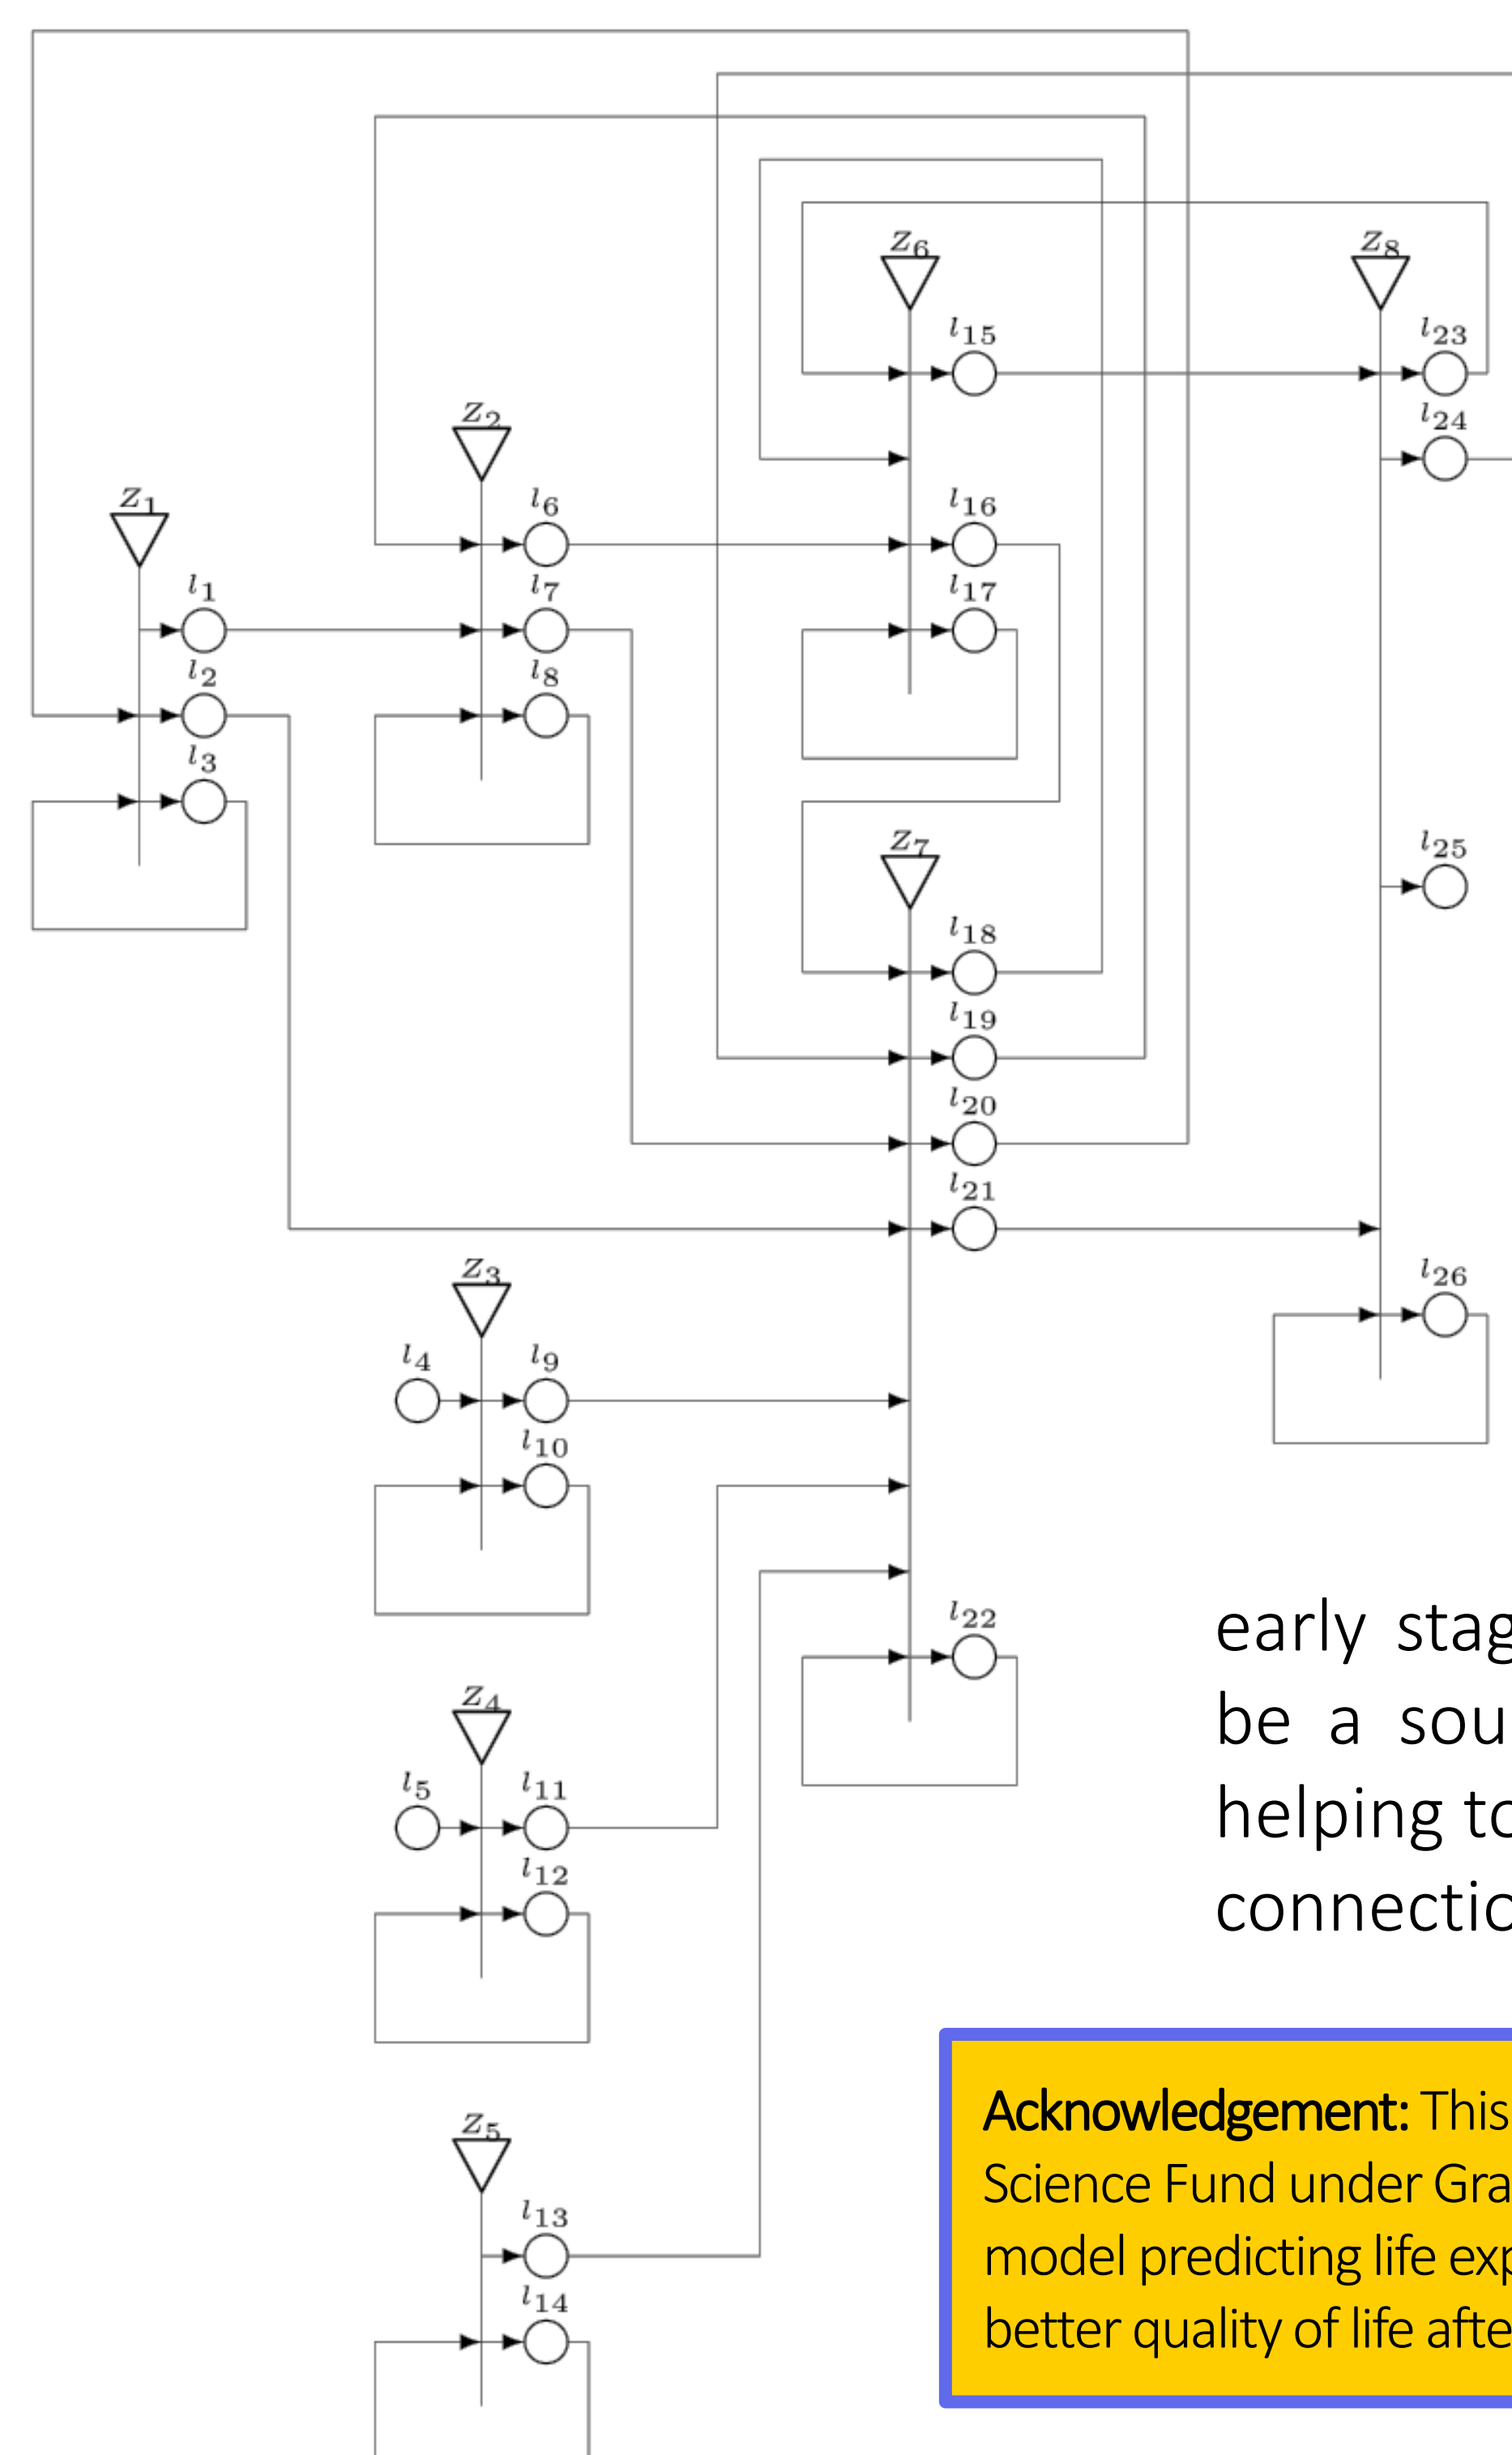 Z6
Z8
l15
l23
Z2
l24
Z1
l6
l16
l1
l7
l17
l2
l8
l3
Z7
l25
l18
l19
l20
l21
Z3
l26
l4
l9
l10
early stag
be a sou
l22
Z4
helping to
l5
l11
connectio
l12
Acknowledgement: This
Z5
Science Fund under Gra
l13
model predicting life exp
l14
better quality of life afte